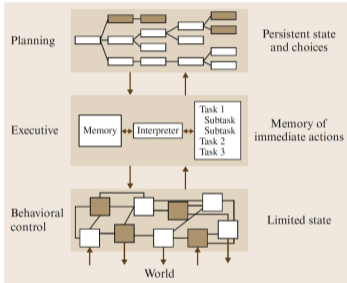 Planning
Persistent state
and choices
Executive
Memory
Interpreter
Task 1
Subtask
Subtask
Task 2
Task 3
Memory of
immediate actions
Behavioral
control
Limited state
World